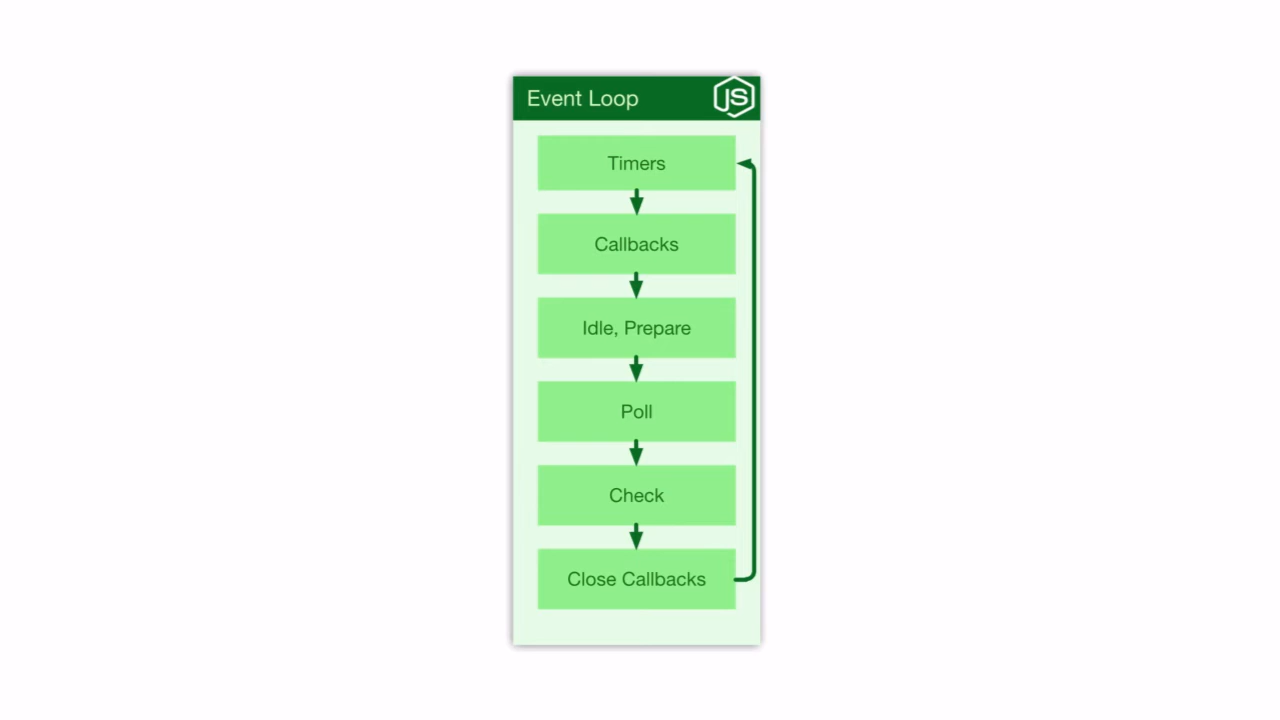 Event Loop
JS
Timers
Callbacks
Idle, Prepare
Poll
Check
Close Callbacks